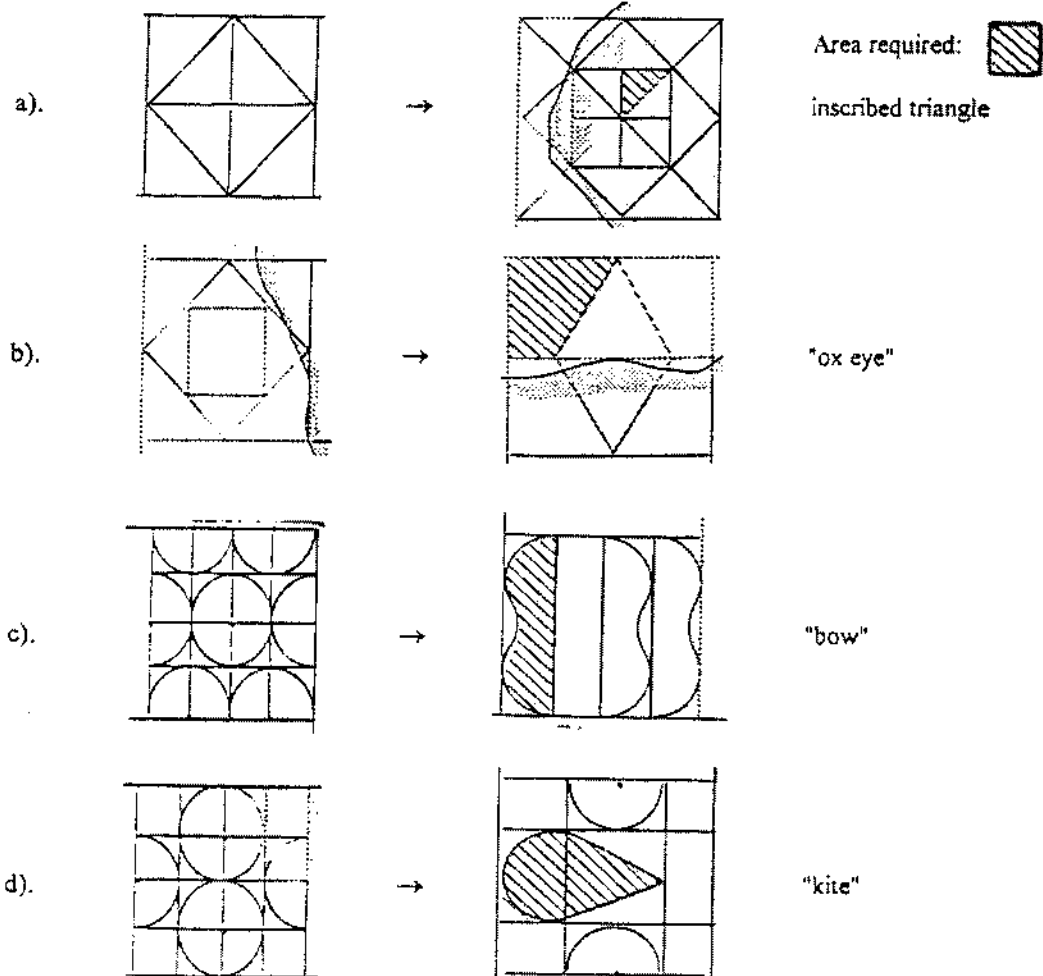 a). → Area required:
inscribed triangle
b). → "ox eye"
c). → "bow"
d). → "kite"